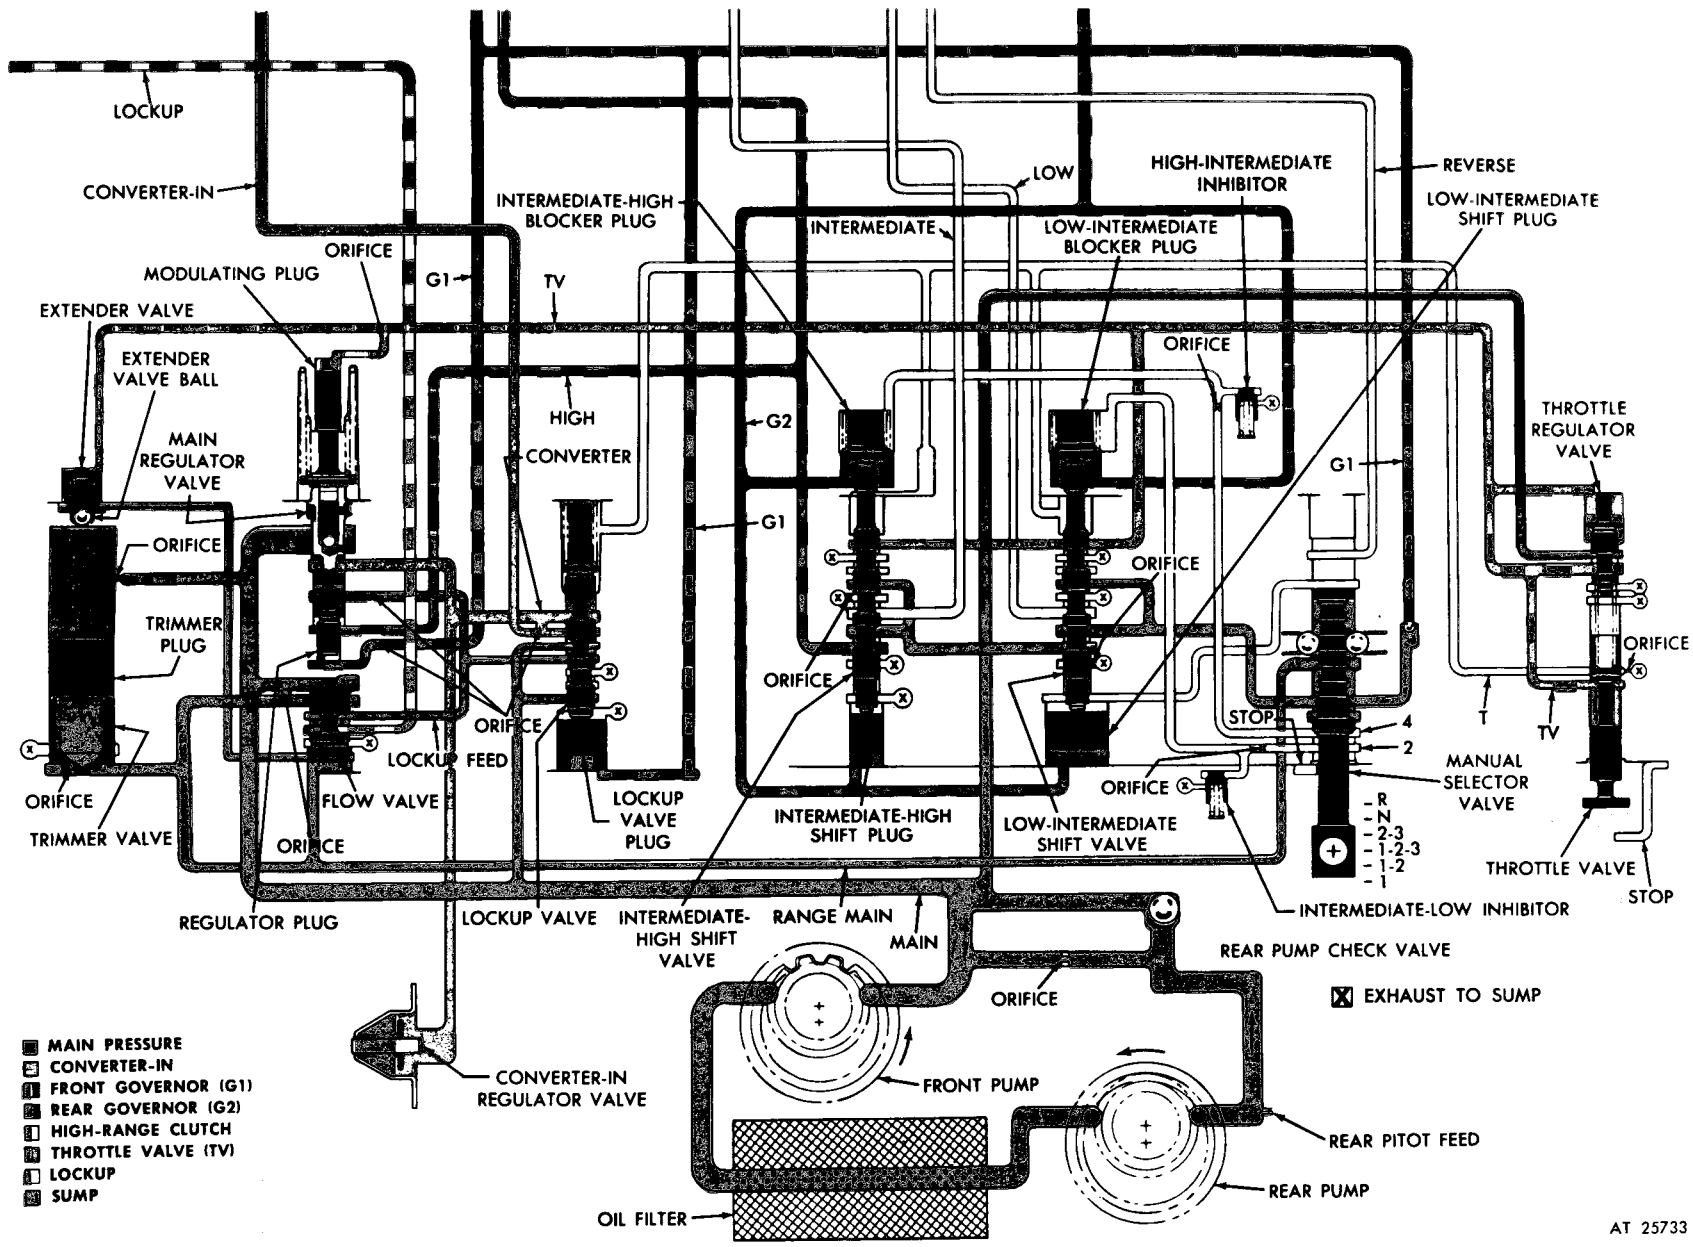 LOCKUP
CONVERTER-IN
ORIFICE
MODULATING PLUG
EXTENDER VALVE
EXTENDER
VALVE BALL
MAIN
REGULATOR
VALVE
ORIFICE
TRIMMER
PLUG
ORIFICE
TRIMMER VALVE
G1
TV
HIGH
CONVERTER
INTERMEDIATE-HIGH
BLOCKER PLUG
G2
G1
INTERMEDIATE
LOW
LOW-INTERMEDIATE
BLOCKER PLUG
HIGH-INTERMEDIATE
INHIBITOR
REVERSE
LOW-INTERMEDIATE
SHIFT PLUG
ORIFICE
G1
THROTTLE
REGULATOR
VALVE
ORIFICE
ORIFICE
ORIFICE
ORIFICE
LOCKUP FEED
FLOW VALVE
ORIFICE
REGULATOR PLUG
LOCKUP
VALVE
PLUG
LOCKUP VALVE
INTERMEDIATE-HIGH
SHIFT PLUG
INTERMEDIATE-
HIGH SHIFT
VALVE
RANGE MAIN
MAIN
LOW-INTERMEDIATE
SHIFT VALVE
STOP
ORIFICE
4
2
MANUAL
SELECTOR
VALVE
R
N
2-3
1-2-3
1-2
1
T
TV
THROTTLE VALVE
STOP
INTERMEDIATE-LOW INHIBITOR
REAR PUMP CHECK VALVE
X EXHAUST TO SUMP
ORIFICE
FRONT PUMP
CONVERTER-IN
REGULATOR VALVE
REAR PITOT FEED
REAR PUMP
OIL FILTER
MAIN PRESSURE
CONVERTER-IN
FRONT GOVERNOR (G1)
REAR GOVERNOR (G2)
HIGH-RANGE CLUTCH
THROTTLE VALVE (TV)
LOCKUP
SUMP
AT 25733